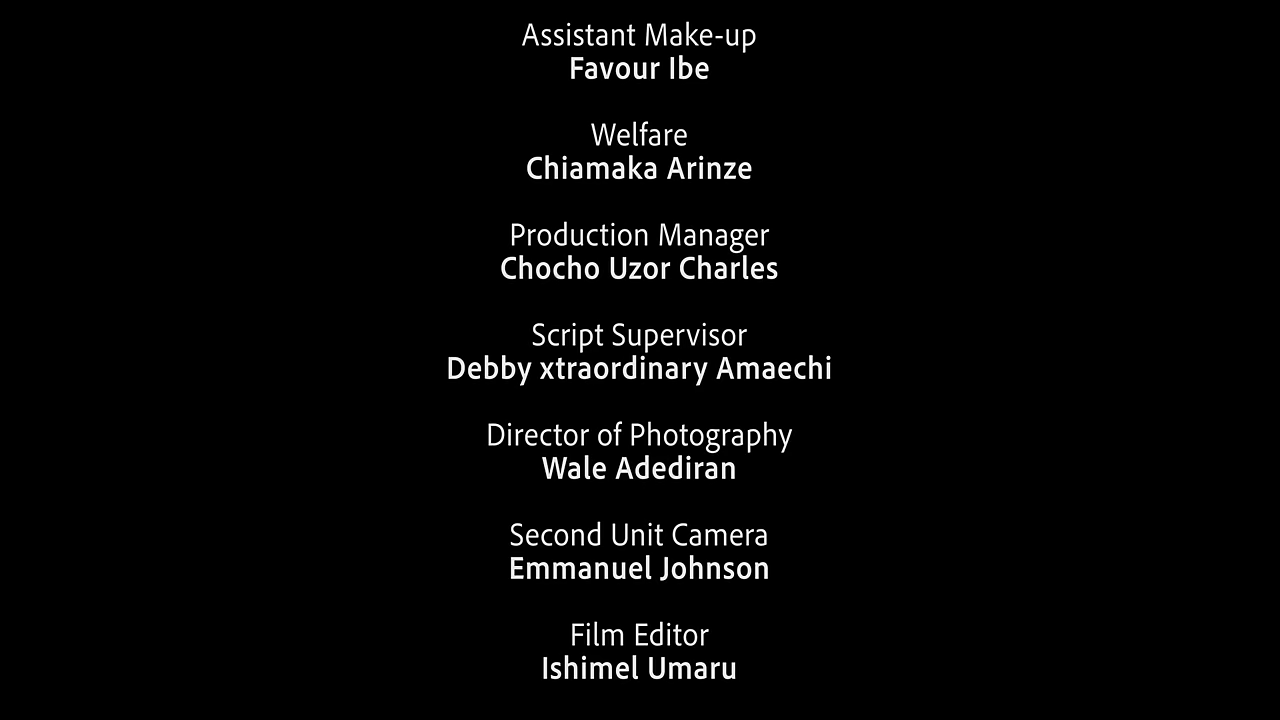 Assistant Make-up
Favour Ibe
Welfare
Chiamaka Arinze
Production Manager
Chocho Uzor Charles
Script Supervisor
Debby xtraordinary Amaechi
Director of Photography
Wale Adediran
Second Unit Camera
Emmanuel Johnson
Film Editor
Ishimel Umaru